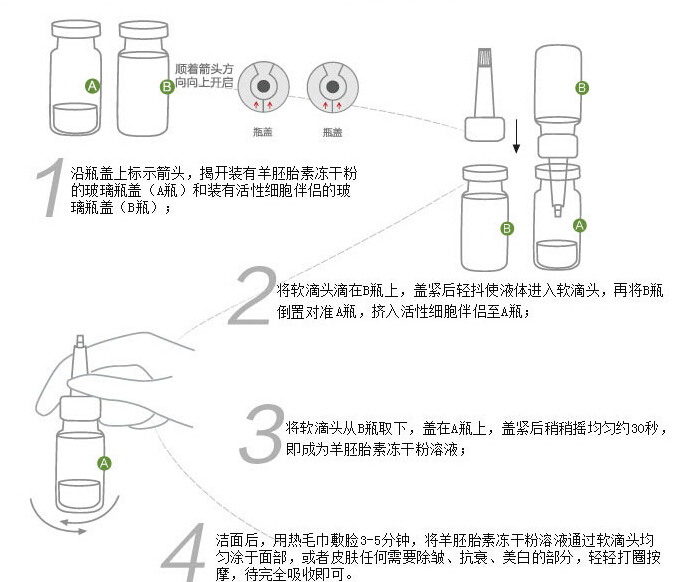 A
B
顺着箭头方
向向上开启
瓶盖
瓶盖
B
B
A
1
沿瓶盖上标示箭头，揭开装有羊胚胎素冻干粉
的玻璃瓶盖（A瓶）和装有活性细胞伴侣的玻
璃瓶盖（B瓶）；
2
将软滴头滴在B瓶上，盖紧后轻抖使液体进入软滴头，再将B瓶
倒置对准A瓶，挤入活性细胞伴侣至A瓶；
A
3
将软滴头从B瓶取下，盖在A瓶上，盖紧后稍稍摇均匀约30秒，
即成为羊胚胎素冻干粉溶液；
4
洁面后，用热毛巾敷脸3-5分钟，将羊胚胎素冻干粉溶液通过软滴头均
匀涂于面部，或者皮肤任何需要除皱、抗衰、美白的部分，轻轻打圈按
摩，待完全吸收即可。